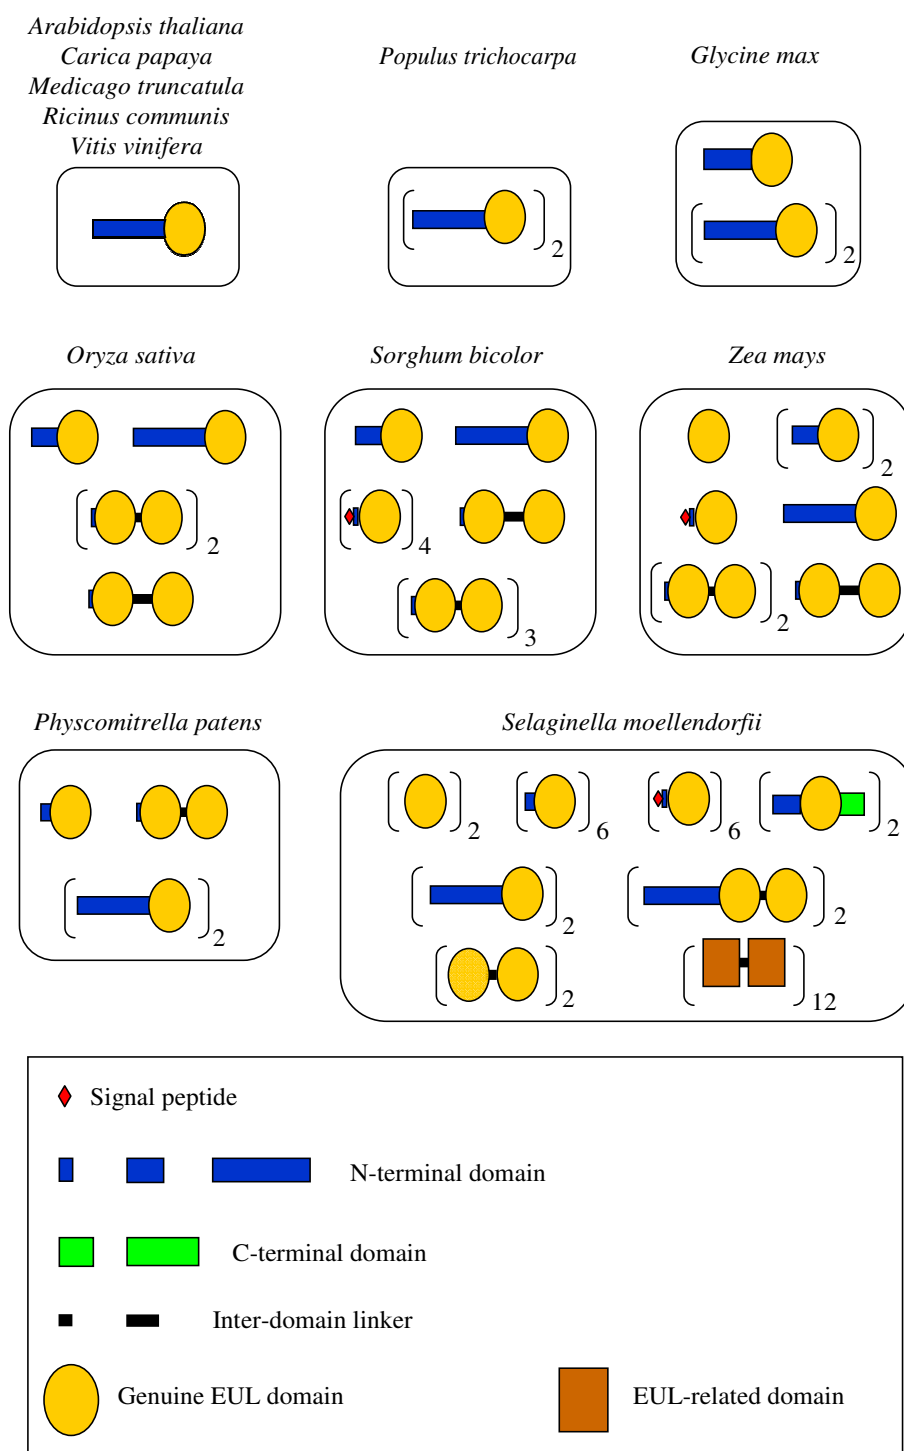 Arabidopsis thaliana
Carica papaya
Medicago truncatula
Ricinus communis
Vitis vinifera
Populus trichocarpa
Glycine max
2
2
Oryza sativa
Sorghum bicolor
Zea mays
2
2
4
2
3
Physcomitrella patens
Selaginella moellendorfii
2
6
6
2
2
2
2
2
12
Signal peptide
N-terminal domain
C-terminal domain
Inter-domain linker
Genuine EUL domain
EUL-related domain